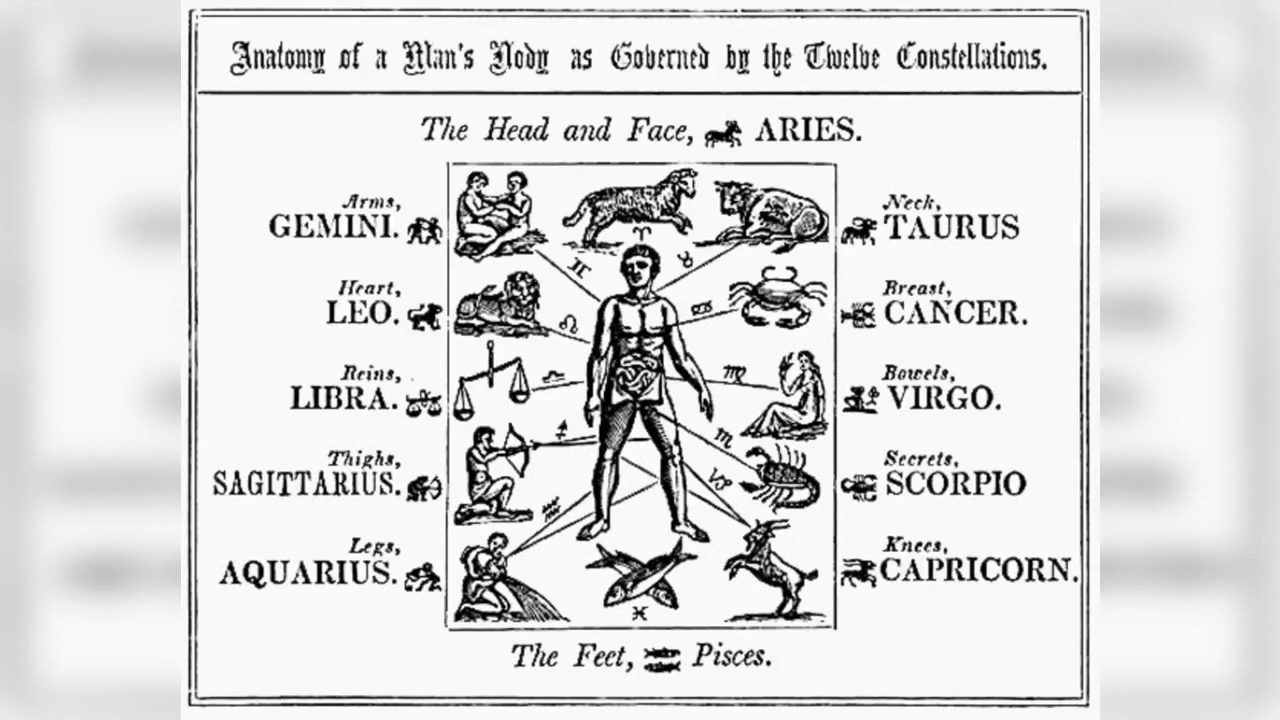 Anatomy of a Man's Body as Governed by the Twelve Constellations.
The Head and Face, ARIES.
Arms,
GEMINI.
Neck,
TAURUS
Heart,
LEO.
Breast,
CANCER.
Reins,
LIBRA.
Bowels,
VIRGO.
Thighs,
SAGITTARIUS.
Secrets,
SCORPIO
Legs,
AQUARIUS.
Knees,
CAPRICORN.
The Feet, Pisces.
♈
♊
♉
♌
♋
♎
♍
♐
♏
♑
♒
♓